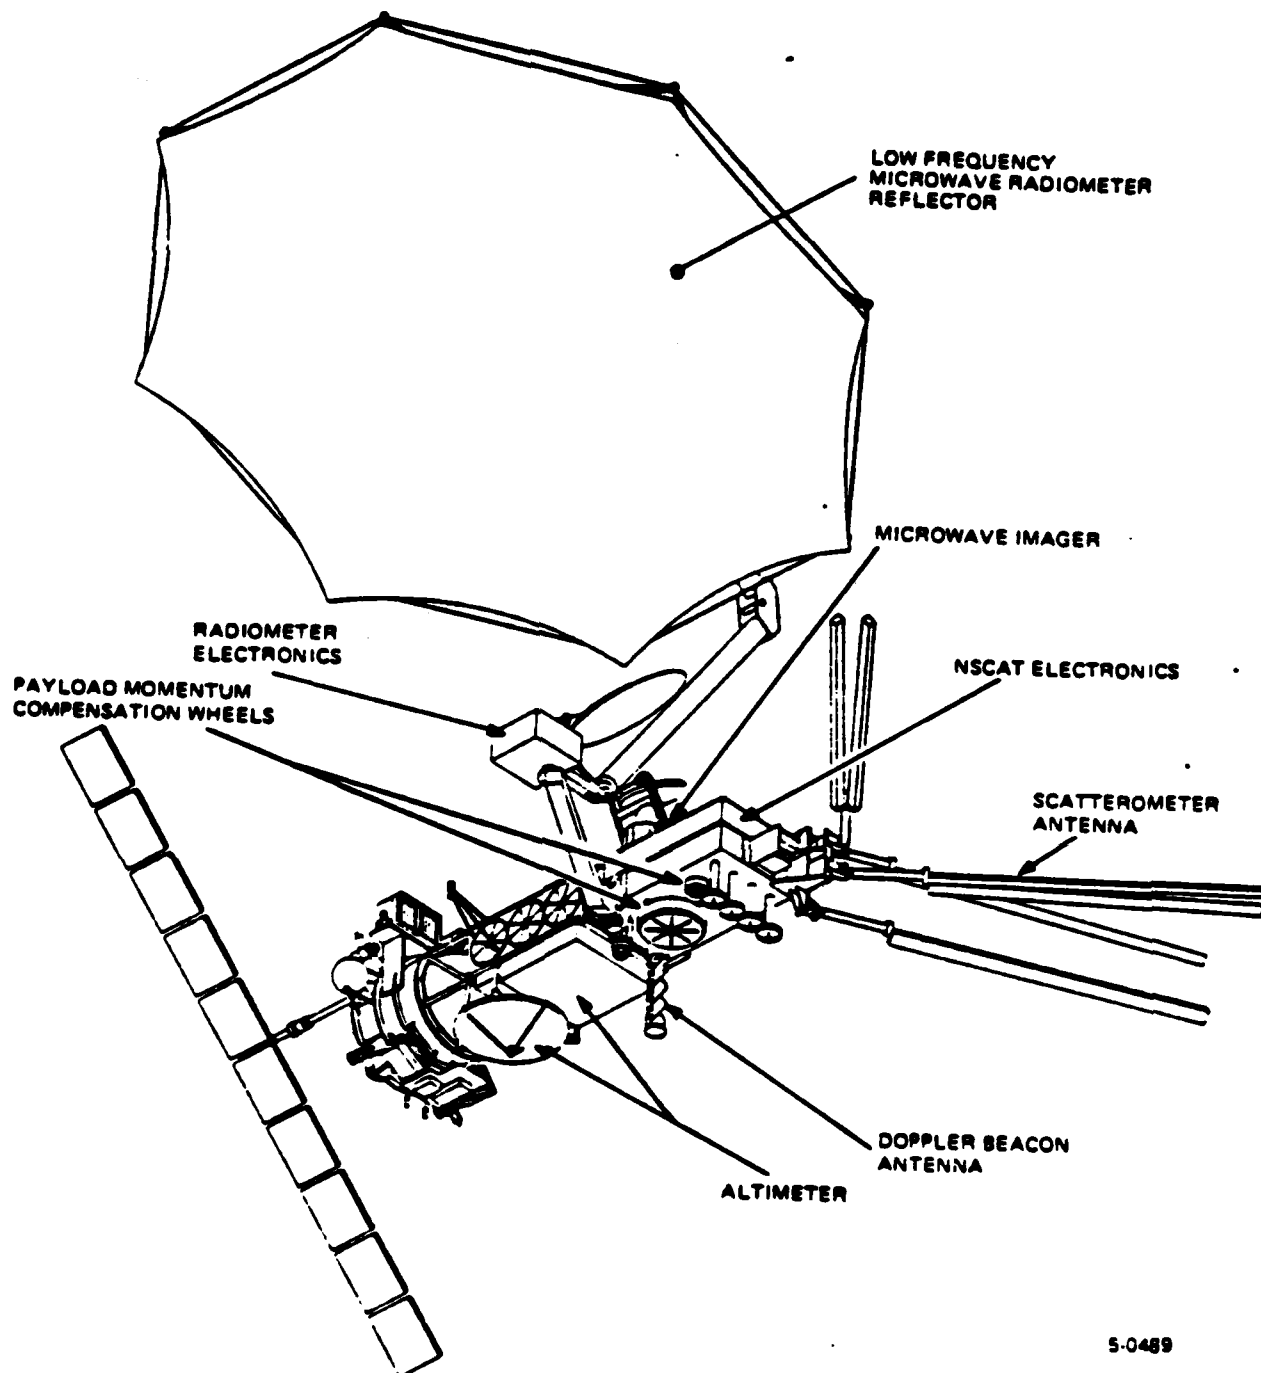 LOW FREQUENCY
MICROWAVE RADIOMETER
REFLECTOR
MICROWAVE IMAGER
RADIOMETER
ELECTRONICS
NSCAT ELECTRONICS
PAYLOAD MOMENTUM
COMPENSATION WHEELS
SCATTEROMETER
ANTENNA
DOPPLER BEACON
ANTENNA
ALTIMETER
5-0489